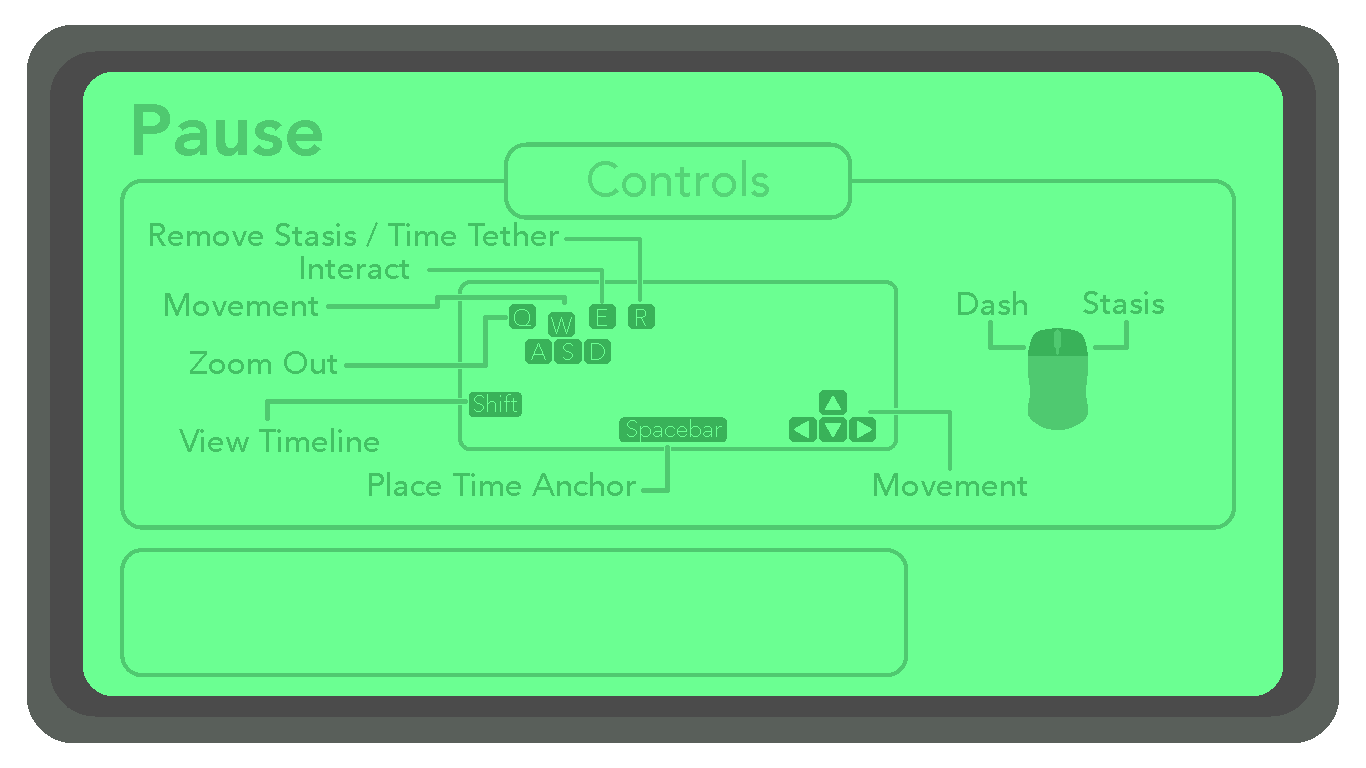 Pause
Controls
Remove Stasis / Time Tether
Interact
Movement
Dash Stasis
Q W E R
Zoom Out
A S D
Shift
View Timeline
Spacebar
Place Time Anchor
Movement